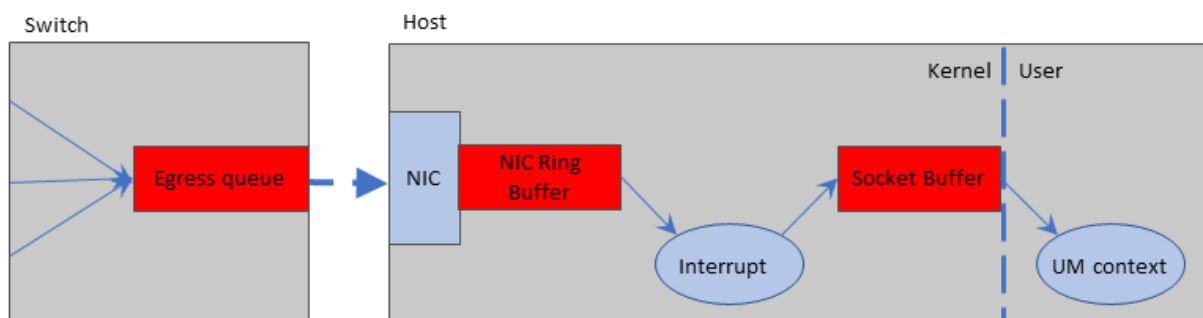 Switch
Host
Kernel
User
Egress queue
NIC
NIC Ring
Buffer
Socket Buffer
Interrupt
UM context